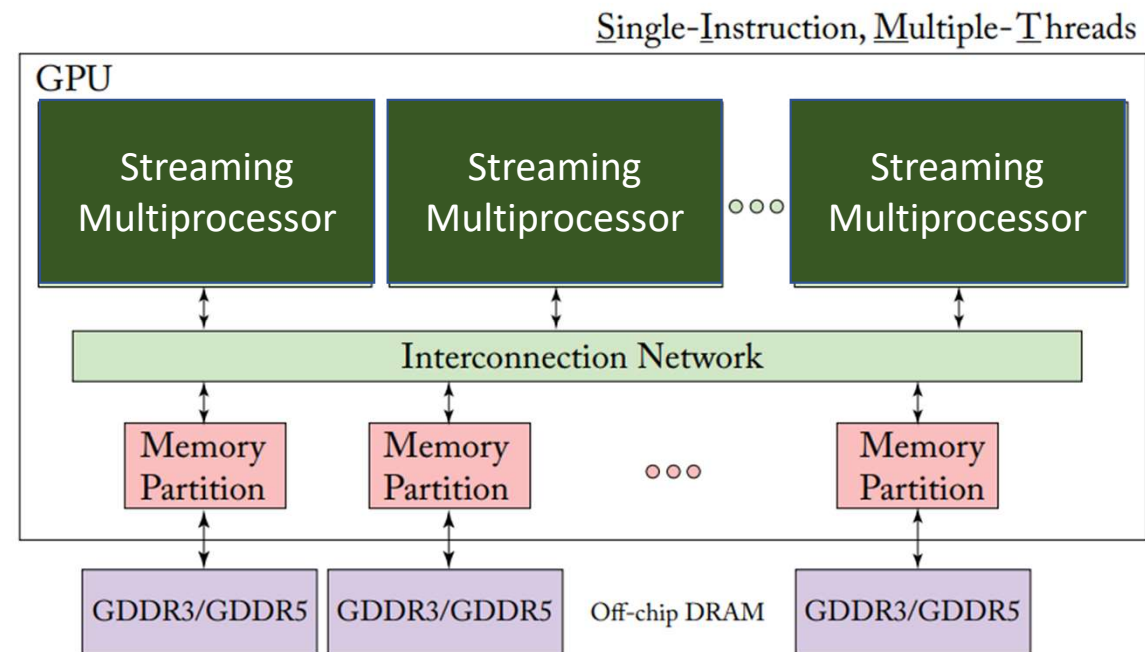 Single-Instruction, Multiple-Threads
GPU
Streaming
Multiprocessor
Streaming
Multiprocessor
Streaming
Multiprocessor
Interconnection Network
Memory
Partition
Memory
Partition
Memory
Partition
GDDR3/GDDR5
GDDR3/GDDR5
Off-chip DRAM
GDDR3/GDDR5